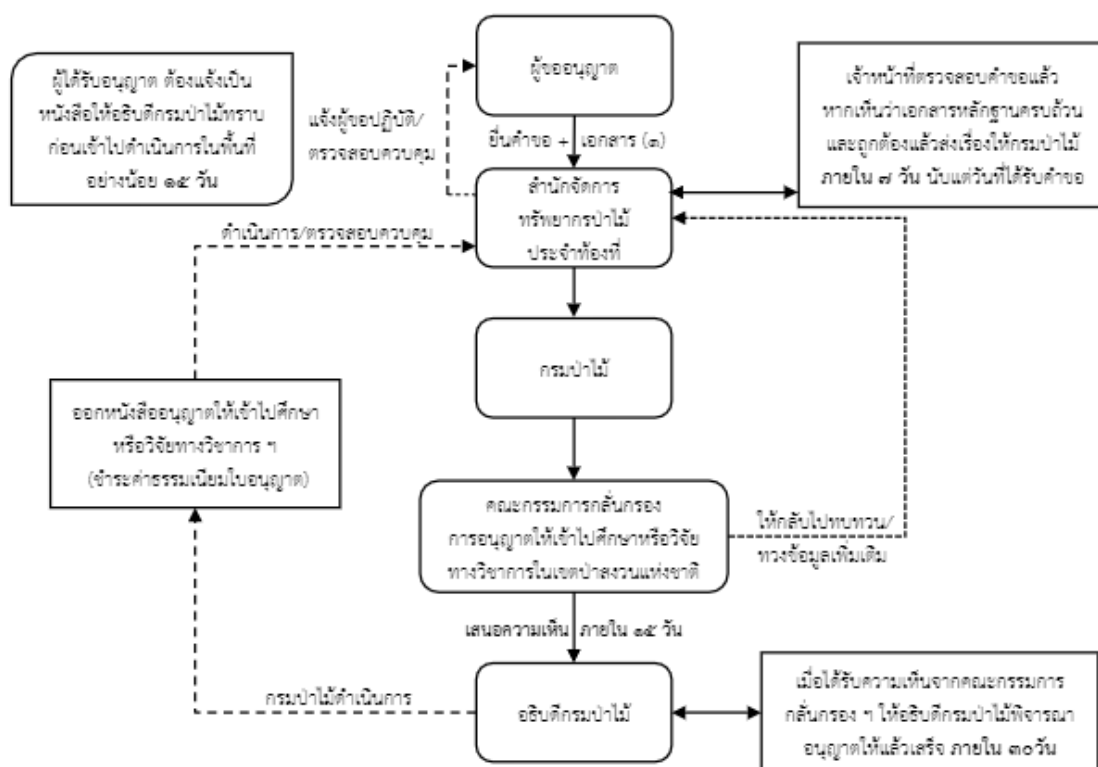 ผู้ขออนุญาต
ผู้ได้รับอนุญาต ต้องแจ้งเป็น
หนังสือให้อธิบดีกรมป่าไม้ทราบ
ก่อนเข้าไปดำเนินการในพื้นที่
อย่างน้อย ๑๕ วัน
แจ้งผู้ขอปฏิบัติ/
ตรวจสอบควบคุม
ยื่นคำขอ + เอกสาร (๓)
เจ้าหน้าที่ตรวจสอบคำขอแล้ว
หากเห็นว่าเอกสารหลักฐานครบถ้วน
และถูกต้องแล้วส่งเรื่องให้กรมป่าไม้
ภายใน ๗ วัน นับแต่วันที่ได้รับคำขอ
สำนักจัดการ
ทรัพยากรป่าไม้
ประจำท้องที่
ดำเนินการ/ตรวจสอบควบคุม
กรมป่าไม้
ออกหนังสืออนุญาตให้เข้าไปศึกษา
หรือวิจัยทางวิชาการ ฯ
(ชำระค่าธรรมเนียมใบอนุญาต)
คณะกรรมการกลั่นกรอง
การอนุญาตให้เข้าไปศึกษาหรือวิจัย
ทางวิชาการในเขตป่าสงวนแห่งชาติ
ให้กลับไปทบทวน/
ทวงข้อมูลเพิ่มเติม
เสนอความเห็น ภายใน ๑๕ วัน
กรมป่าไม้ดำเนินการ
อธิบดีกรมป่าไม้
เมื่อได้รับความเห็นจากคณะกรรมการ
กลั่นกรอง ฯ ให้อธิบดีกรมป่าไม้พิจารณา
อนุญาตให้แล้วเสร็จ ภายใน ๓๐วัน